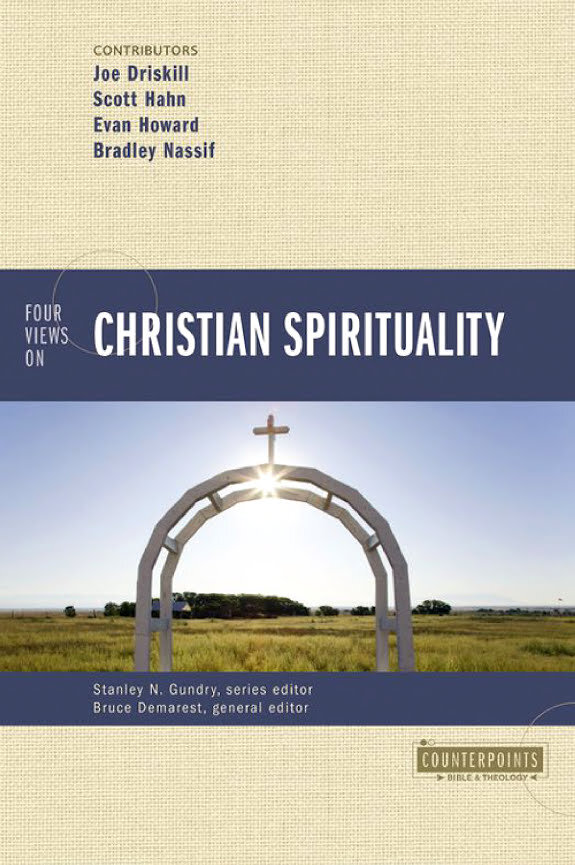 CONTRIBUTORS
Joe Driskill
Scott Hahn
Evan Howard
Bradley Nassif
FOUR
VIEWS
ON
CHRISTIAN SPIRITUALITY
Stanley N. Gundry, series editor
Bruce Demarest, general editor
COUNTERPOINTS
BIBLE & THEOLOGY